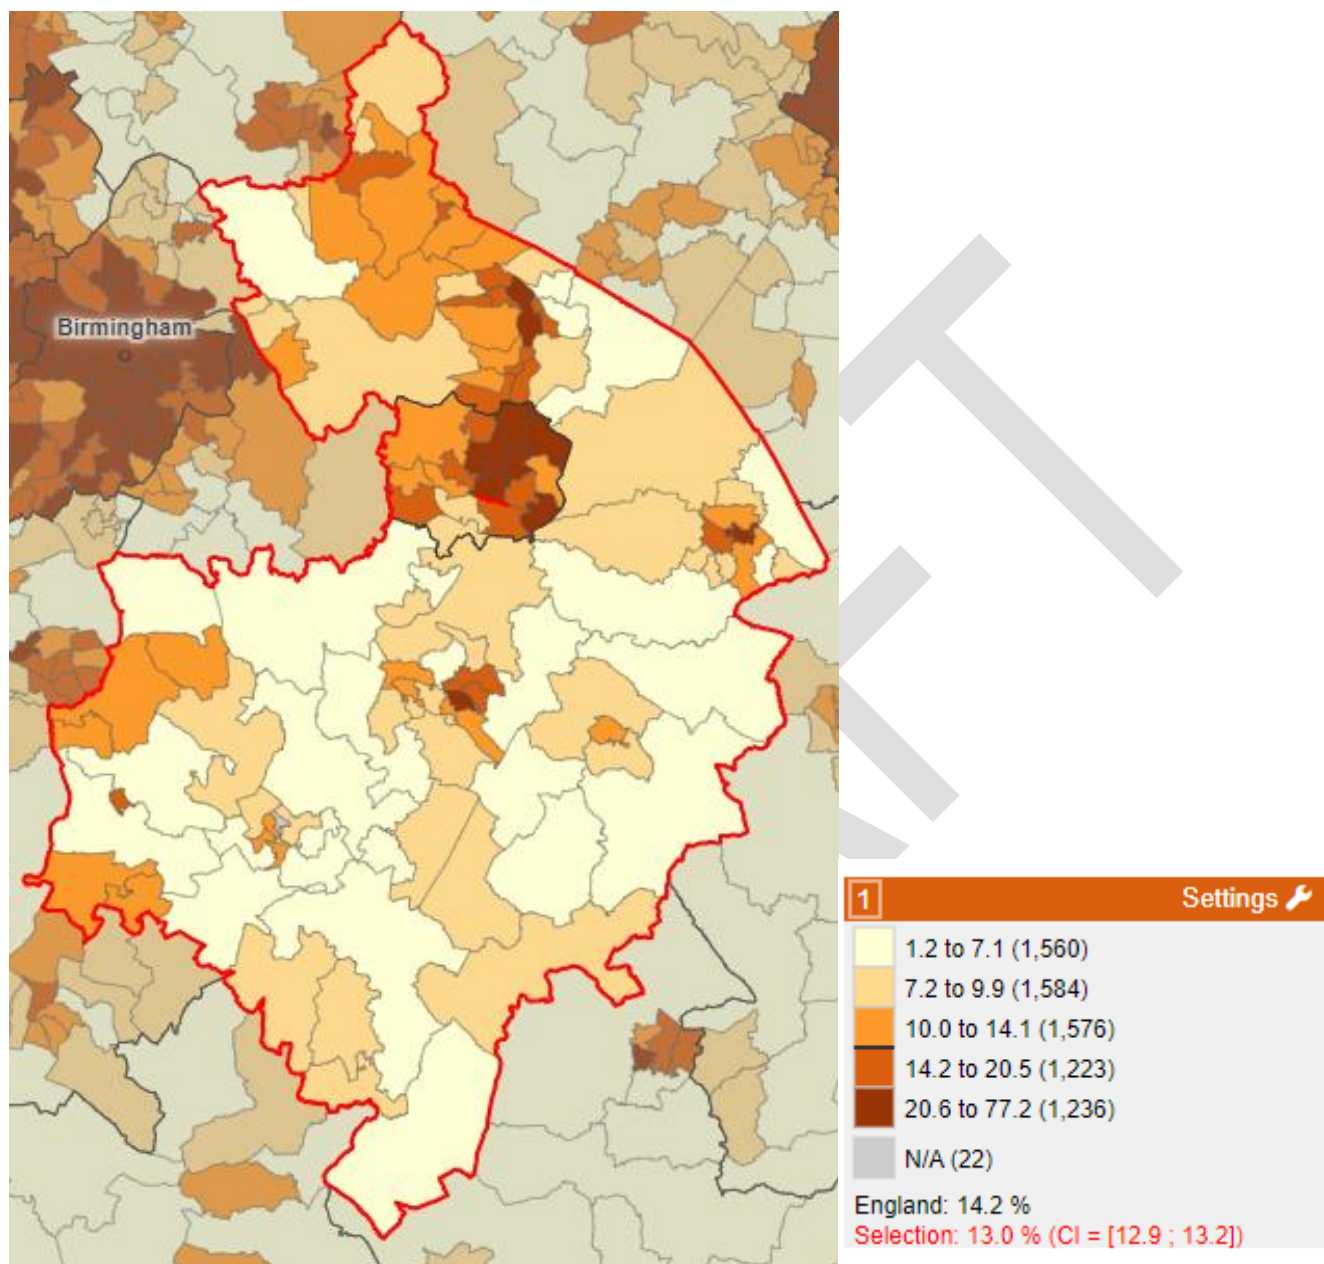 Birmingham
1 Settings
1.2 to 7.1 (1,560)
7.2 to 9.9 (1,584)
10.0 to 14.1 (1,576)
14.2 to 20.5 (1,223)
20.6 to 77.2 (1,236)
N/A (22)
England: 14.2 %
Selection: 13.0 % (CI = [12.9 ; 13.2])